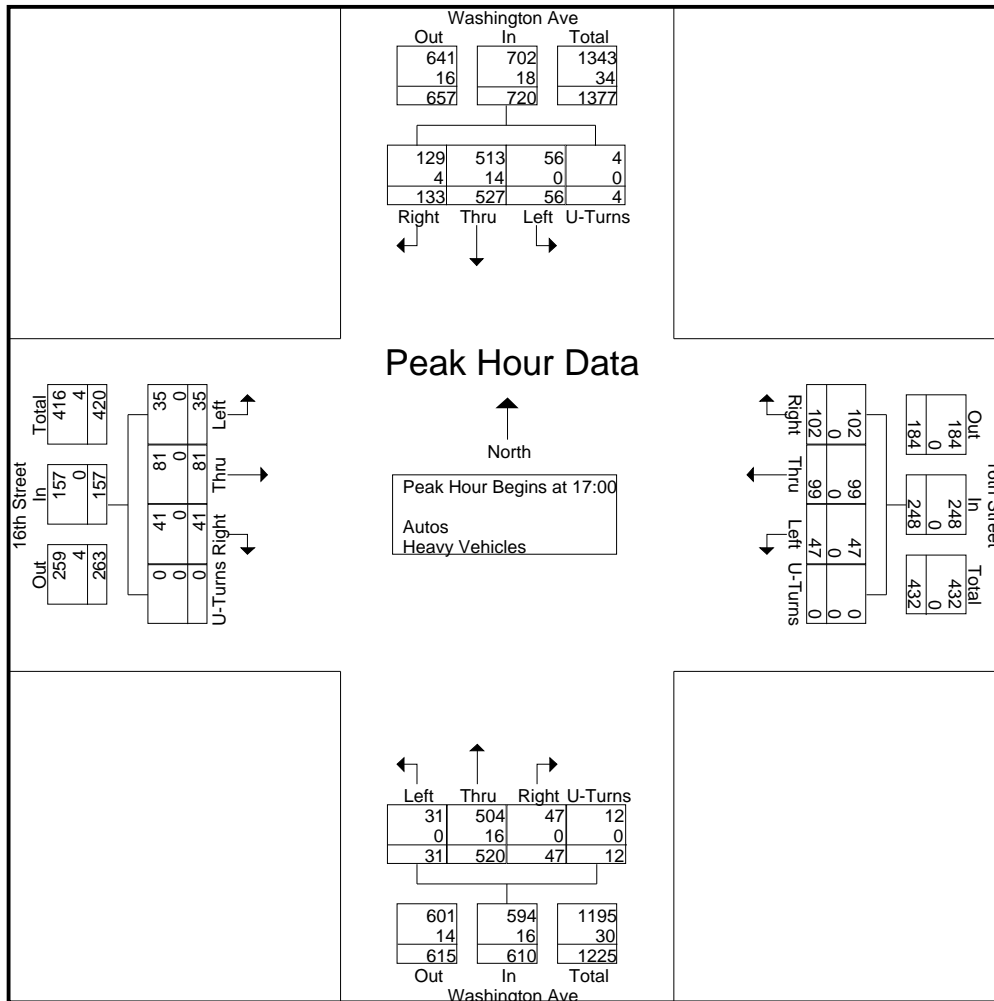 Washington Ave
Out In Total
641 702 1343
16 18 34
657 720 1377
129 513 56 4
4 14 0 0
133 527 56 4
Right Thru Left U-Turns
Peak Hour Data
North
Peak Hour Begins at 17:00
Autos
Heavy Vehicles
16th Street
Total In Out
416 157 259
4 0 4
420 157 263
35 81 41 0
0 0 0 0
35 81 41 0
Left Thru Right U-Turns
Right Thru Left U-Turns
102 99 47 0
0 0 0 0
102 99 47 0
184 248 432
0 0 0
184 248 432
Out In Total
16th Street
Left Thru Right U-Turns
31 504 47 12
0 16 0 0
31 520 47 12
601 594 1195
14 16 30
615 610 1225
Out In Total
Washington Ave